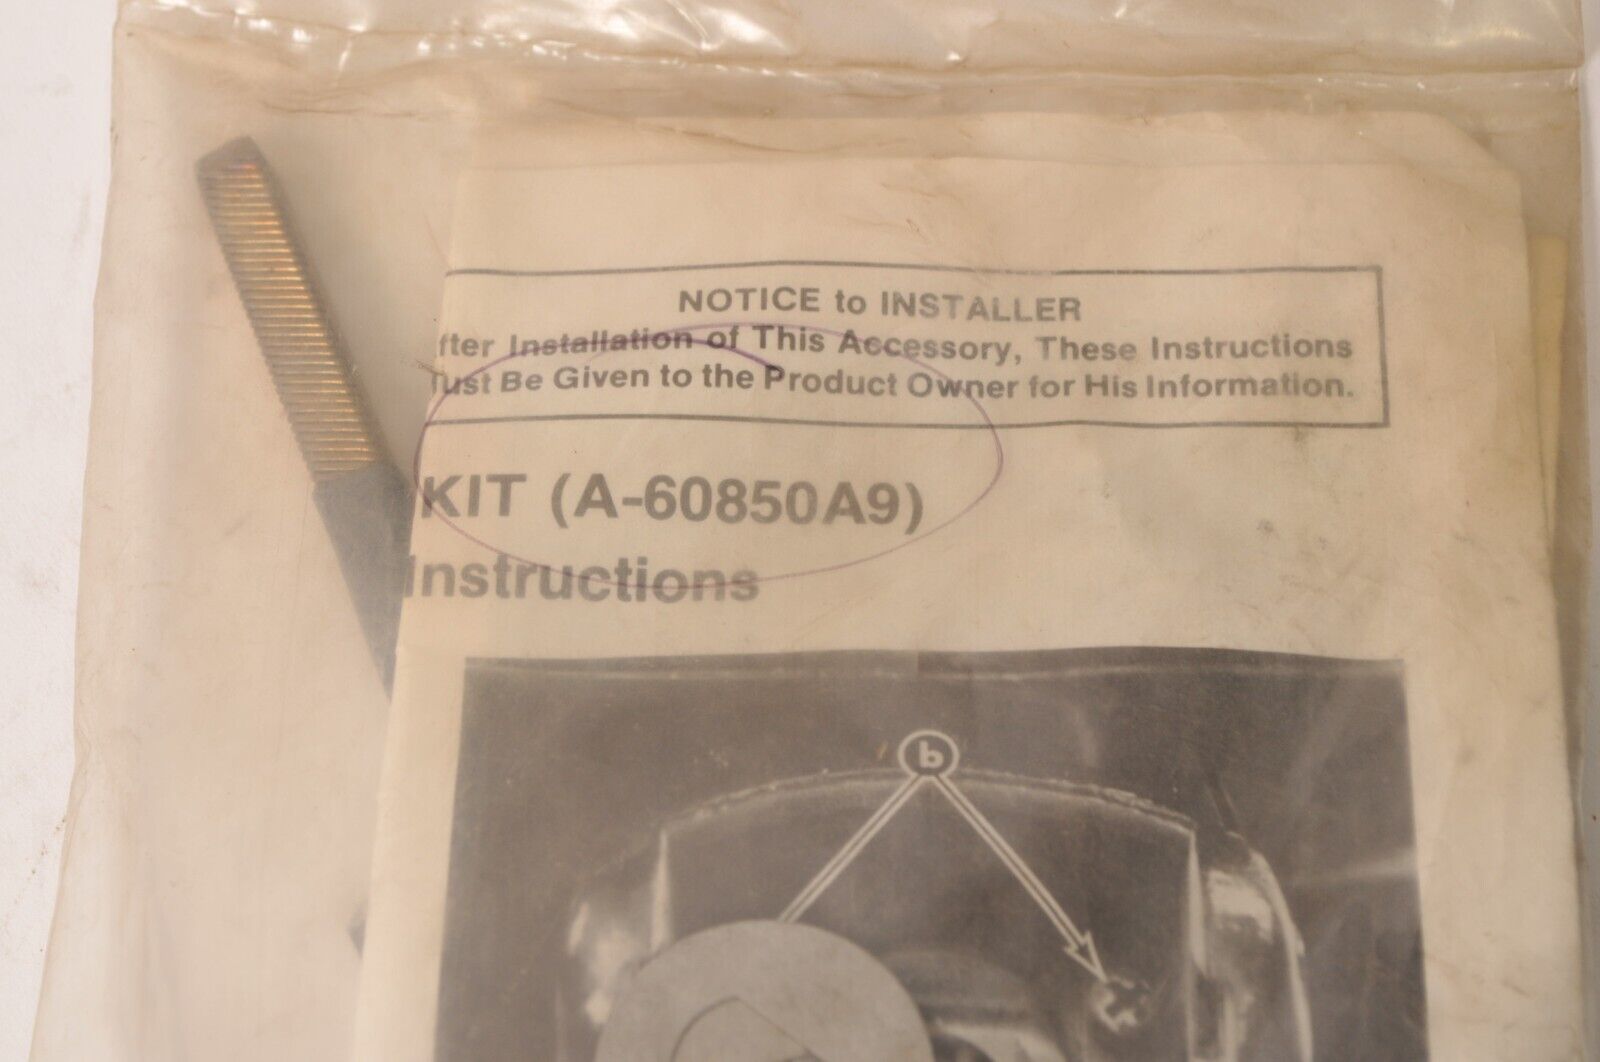 NOTICE to INSTALLER
fter Installation of This Accessory, These Instructions
ust Be Given to the Product Owner for His Information.
KIT (A-60850A9)
Instructions
b